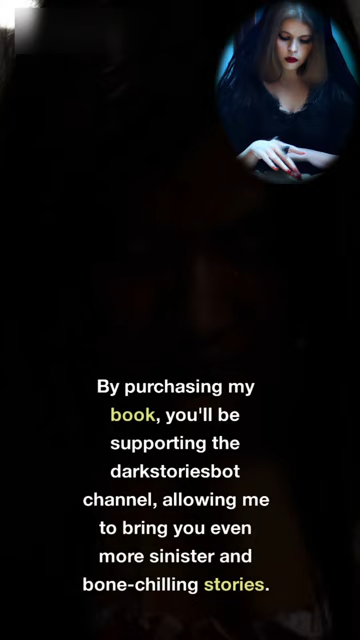 By purchasing my
book, you'll be
supporting the
darkstoriesbot
channel, allowing me
to bring you even
more sinister and
bone-chilling stories.